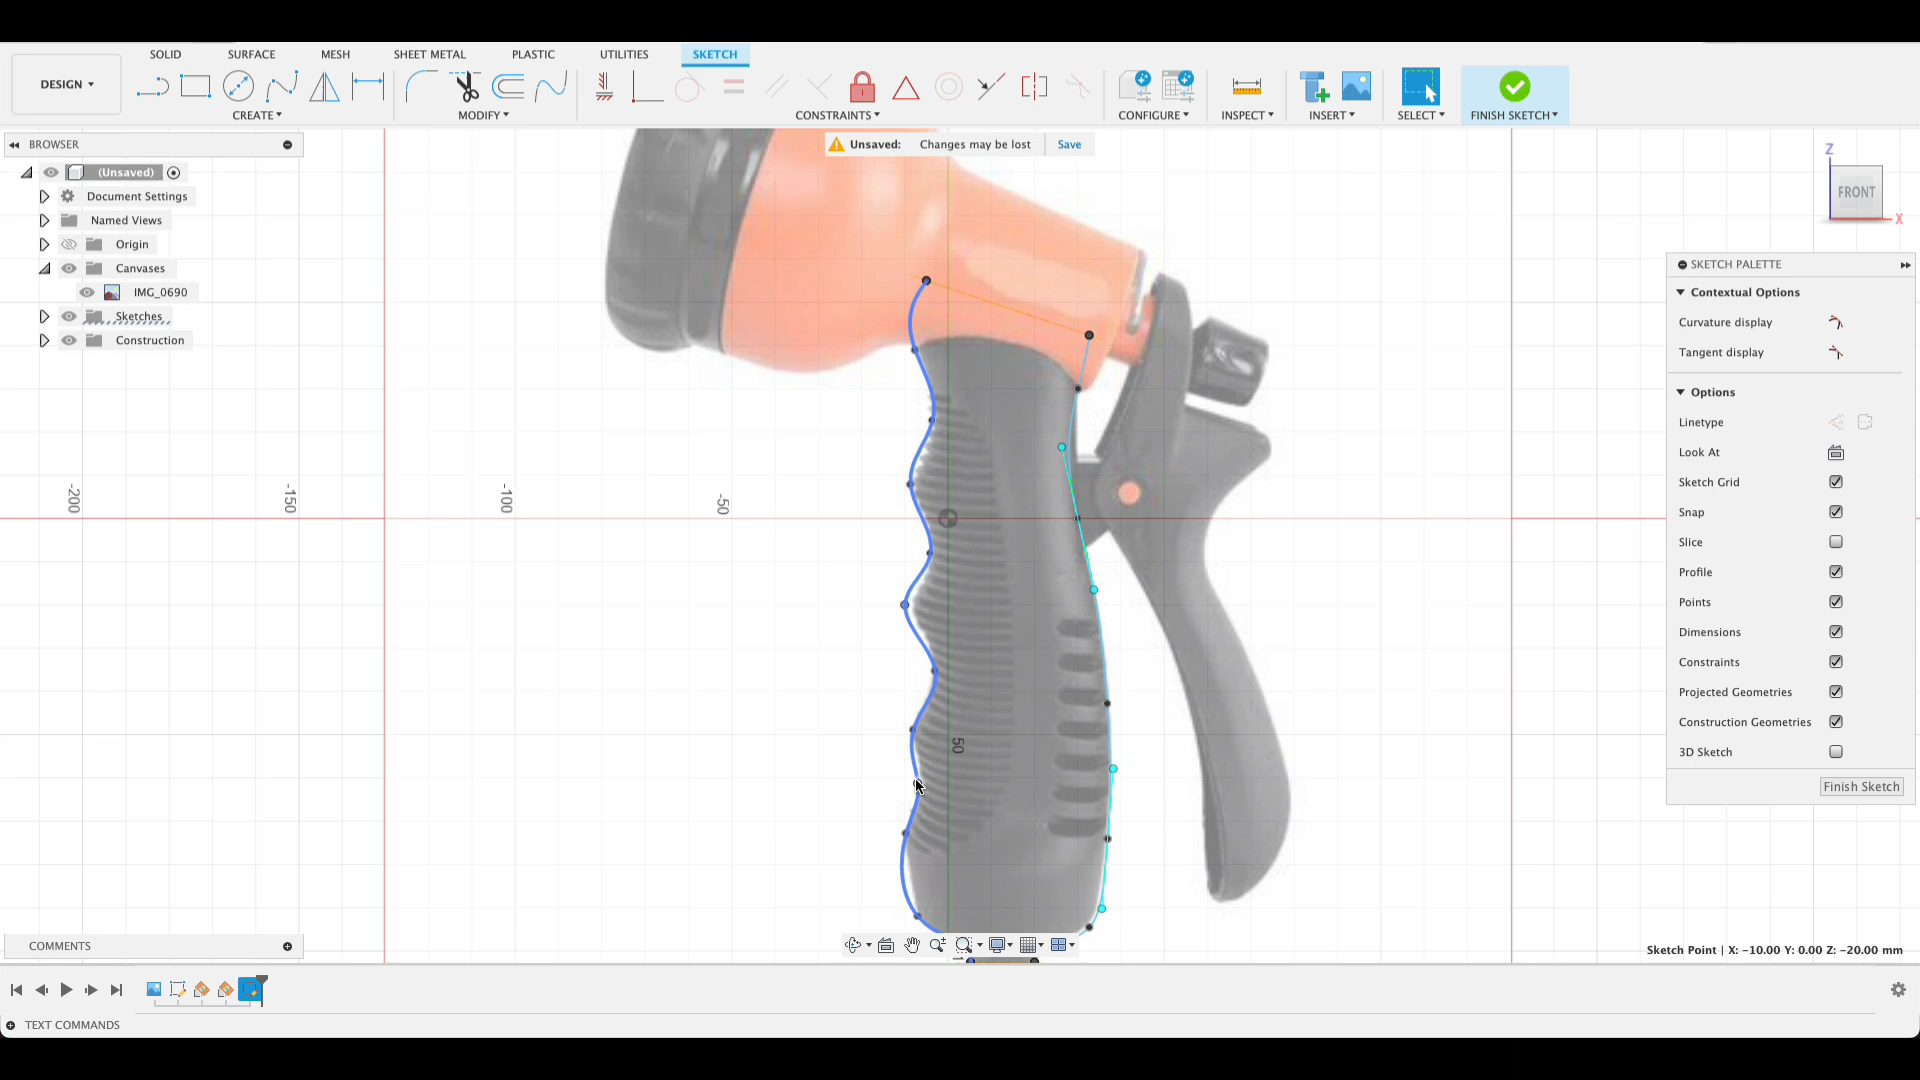 SOLID SURFACE MESH SHEET METAL PLASTIC UTILITIES SKETCH
DESIGN
CREATE MODIFY CONSTRAINTS CONFIGURE INSPECT INSERT SELECT FINISH SKETCH
BROWSER
Unsaved: Changes may be lost Save
(Unsaved)
Document Settings
Named Views
Origin
Canvases
IMG_0690
Sketches
Construction
Z
FRONT
X
-200
-150
-100
-50
50
SKETCH PALETTE
Contextual Options
Curvature display
Tangent display
Options
Linetype
Look At
Sketch Grid
Snap
Slice
Profile
Points
Dimensions
Constraints
Projected Geometries
Construction Geometries
3D Sketch
Finish Sketch
COMMENTS
Sketch Point | X: -10.00 Y: 0.00 Z: -20.00 mm
TEXT COMMANDS